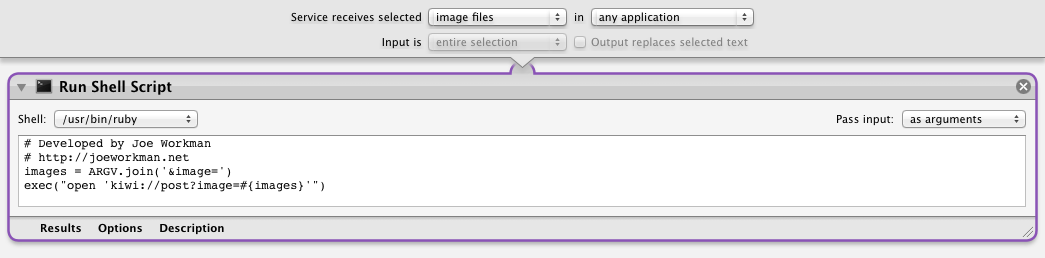 Service receives selected image files in any application
Input is entire selection Output replaces selected text
Run Shell Script
Shell: /usr/bin/ruby Pass input: as arguments
# Developed by Joe Workman
# http://joeworkman.net
images = ARGV.join('&image=')
exec("open 'kiwi://post?image=#{images}'")
Results Options Description